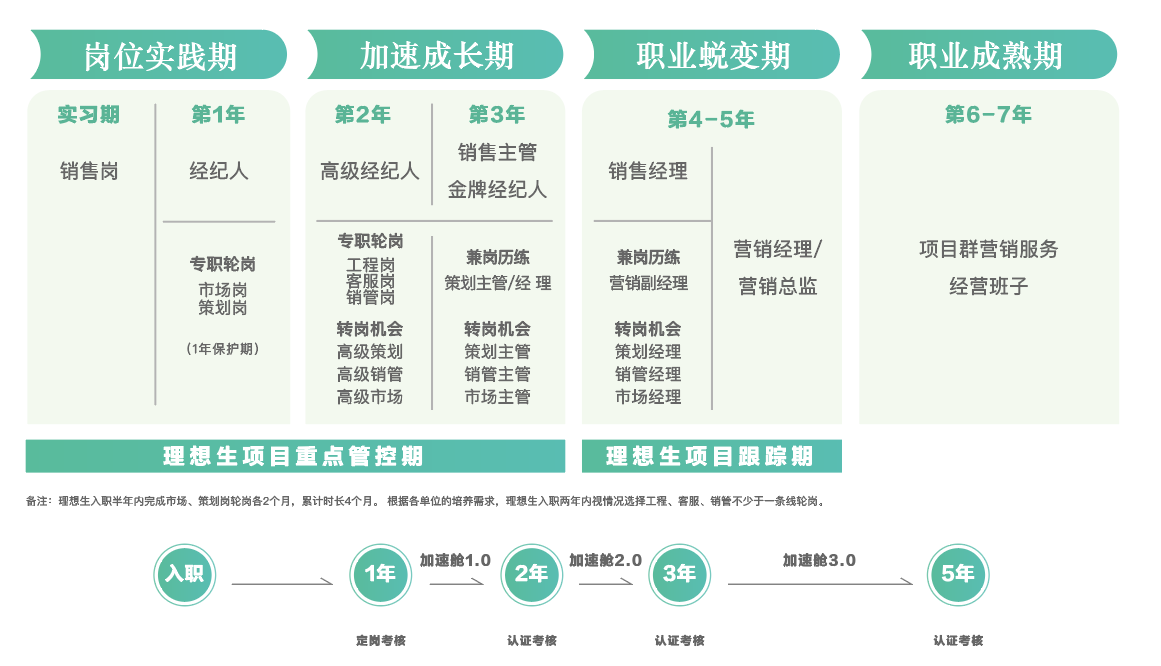 岗位实践期
加速成长期
职业蜕变期
职业成熟期
实习期
销售岗
第1年
经纪人
专职轮岗
市场岗
策划岗
(1年保护期)
第2年
高级经纪人
第3年
销售主管
金牌经纪人
专职轮岗
工程岗
客服岗
销管岗
转岗机会
高级策划
高级销管
高级市场
兼岗历练
策划主管/经 理
转岗机会
策划主管
销管主管
市场主管
第4-5年
销售经理
兼岗历练
营销副经理
转岗机会
策划经理
销管经理
市场经理
营销经理/
营销总监
第6-7年
项目群营销服务
经营班子
理想生项目重点管控期
理想生项目跟踪期
备注：理想生入职半年内完成市场、策划岗轮岗各2个月，累计时长4个月。 根据各单位的培养需求，理想生入职两年内视情况选择工程、客服、销管不少于一条线轮岗。
入职
1年
加速舱1.0
2年
加速舱2.0
3年
加速舱3.0
5年
定岗考核
认证考核
认证考核
认证考核